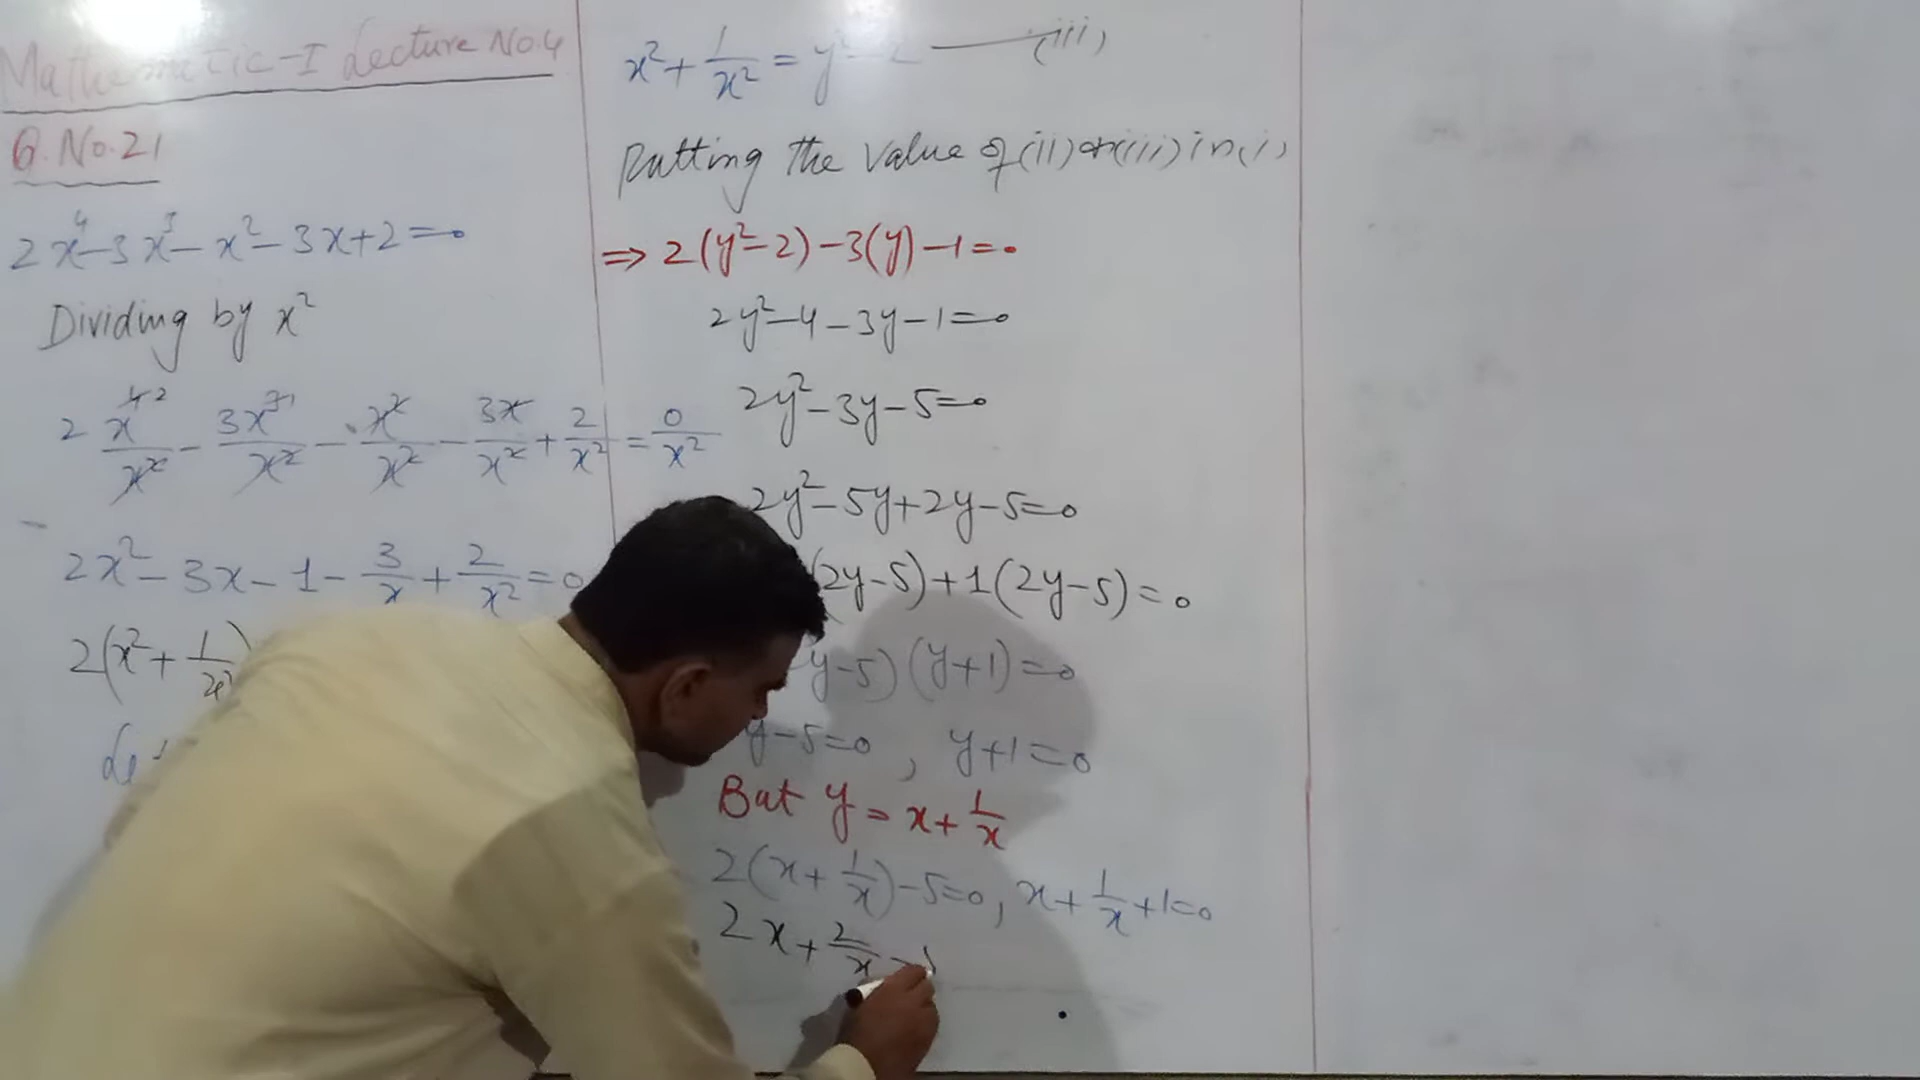 Mathematic-I Lecture No.4
Q.No.21
2x⁴-3x³-x²-3x+2=0
Dividing by x²
2 x⁴/x² - 3x³/x² - x²/x² - 3x/x² + 2/x² = 0/x²
2x²-3x-1-3/x+2/x²=0
2(x²+1/x²)
x²+1/x²=y²-2 (iii)
Putting the value of (ii) (iii) in (i)
⇒ 2(y²-2)-3(y)-1=0
2y²-4-3y-1=0
2y²-3y-5=0
2y²-5y+2y-5=0
(2y-5)+1(2y-5)=0
y-5)(y+1)=0
y-5=0, y+1=0
But y=x+1/x
2(x+1/x)-5=0, x+1/x+1=0
2x+2/x-